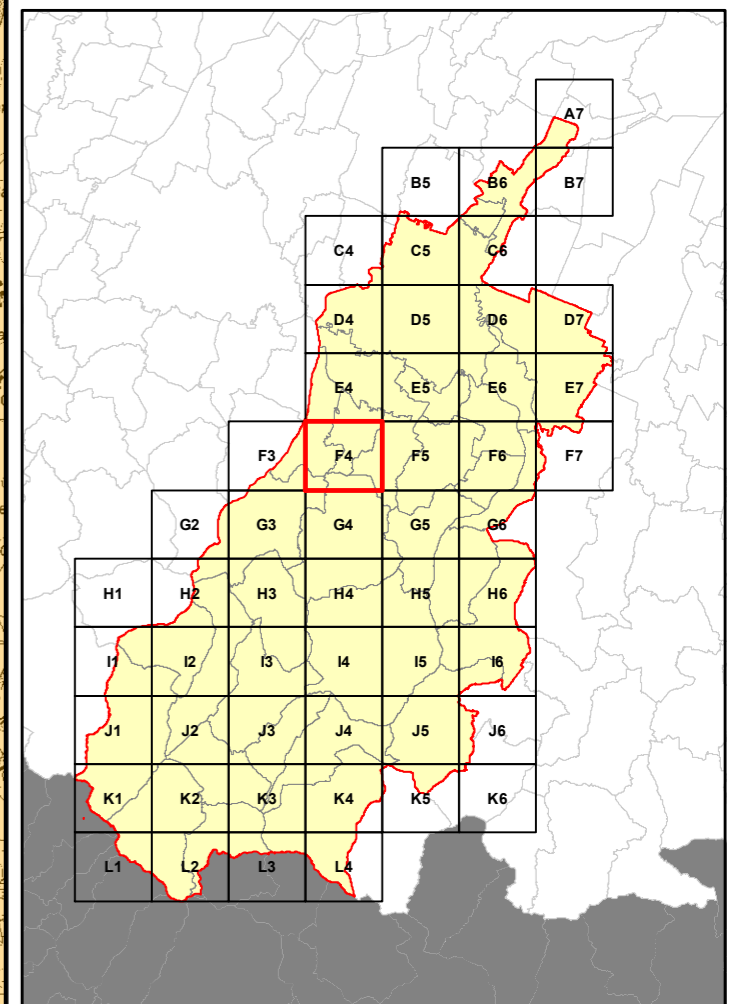 A7
B5 B6 B7
C4 C5 C6
D4 D5 D6 D7
E4 E5 E6 E7
F3 F4 F5 F6 F7
G2 G3 G4 G5 G6
H1 H2 H3 H4 H5 H6
I1 I2 I3 I4 I5 I6
J1 J2 J3 J4 J5 J6
K1 K2 K3 K4 K5 K6
L1 L2 L3 L4